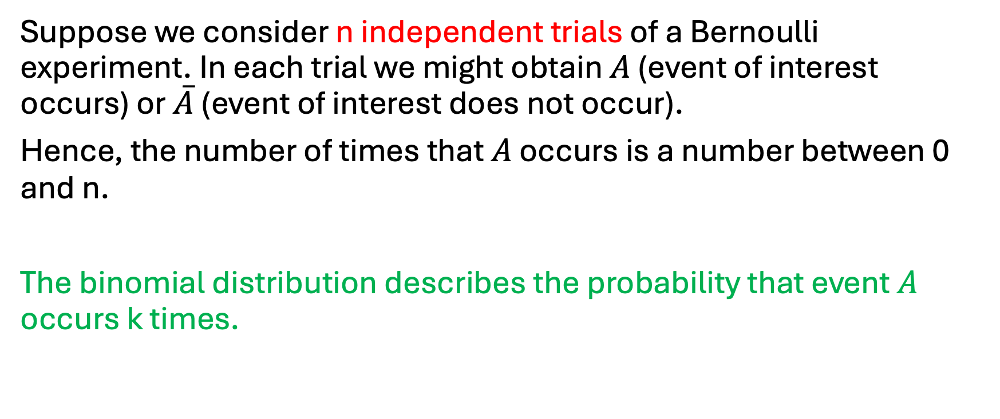 Suppose we consider n independent trials of a Bernoulli
experiment. In each trial we might obtain A (event of interest
occurs) or Ā (event of interest does not occur).
Hence, the number of times that A occurs is a number between 0
and n.
The binomial distribution describes the probability that event A
occurs k times.